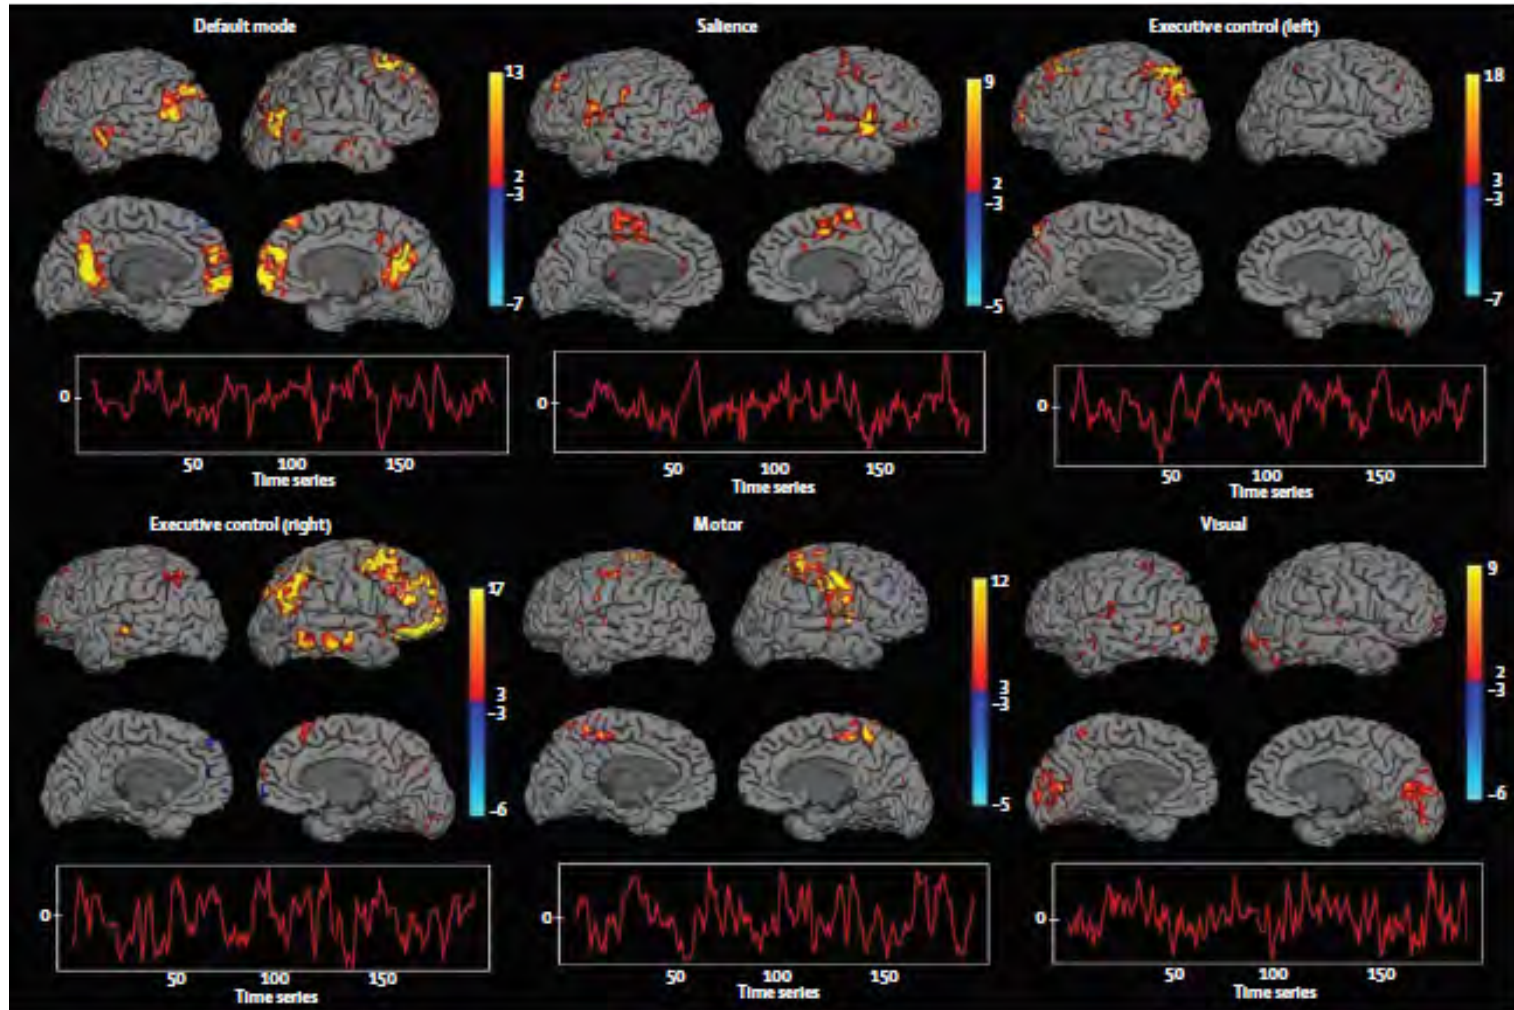 Default mode
13
2
-3
-7
0
50 100 150
Time series
Salience
9
2
-3
-5
0
50 100 150
Time series
Executive control (left)
18
3
-3
-7
0
50 100 150
Time series
Executive control (right)
17
3
-3
-6
0
50 100 150
Time series
Motor
12
3
-3
-5
0
50 100 150
Time series
Visual
9
2
-3
-6
0
50 100 150
Time series